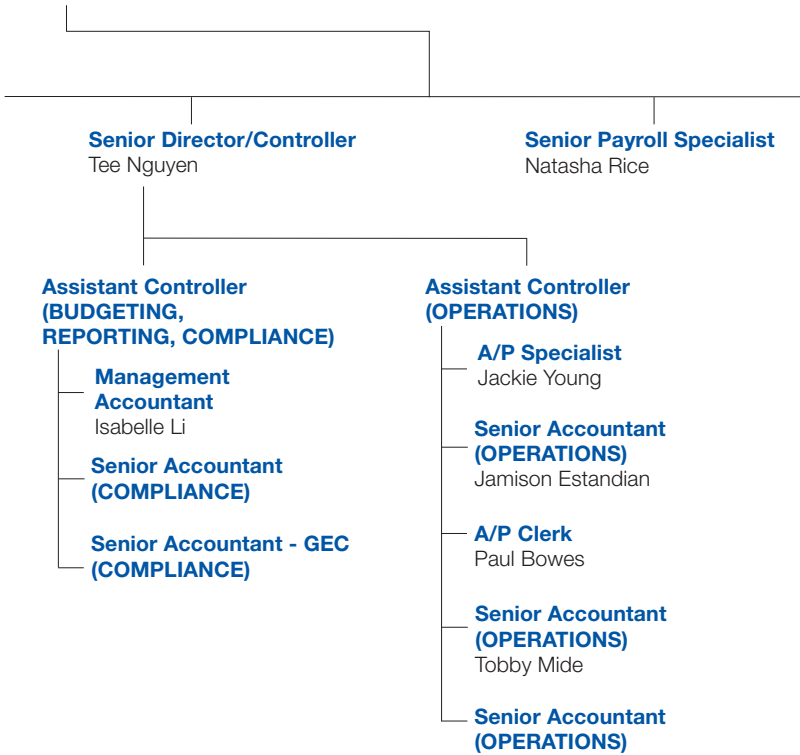 Senior Director/Controller
Tee Nguyen
Senior Payroll Specialist
Natasha Rice
Assistant Controller
(BUDGETING,
REPORTING, COMPLIANCE)
Management
Accountant
Isabelle Li
Senior Accountant
(COMPLIANCE)
Senior Accountant - GEC
(COMPLIANCE)
Assistant Controller
(OPERATIONS)
A/P Specialist
Jackie Young
Senior Accountant
(OPERATIONS)
Jamison Estandian
A/P Clerk
Paul Bowes
Senior Accountant
(OPERATIONS)
Tobby Mide
Senior Accountant
(OPERATIONS)